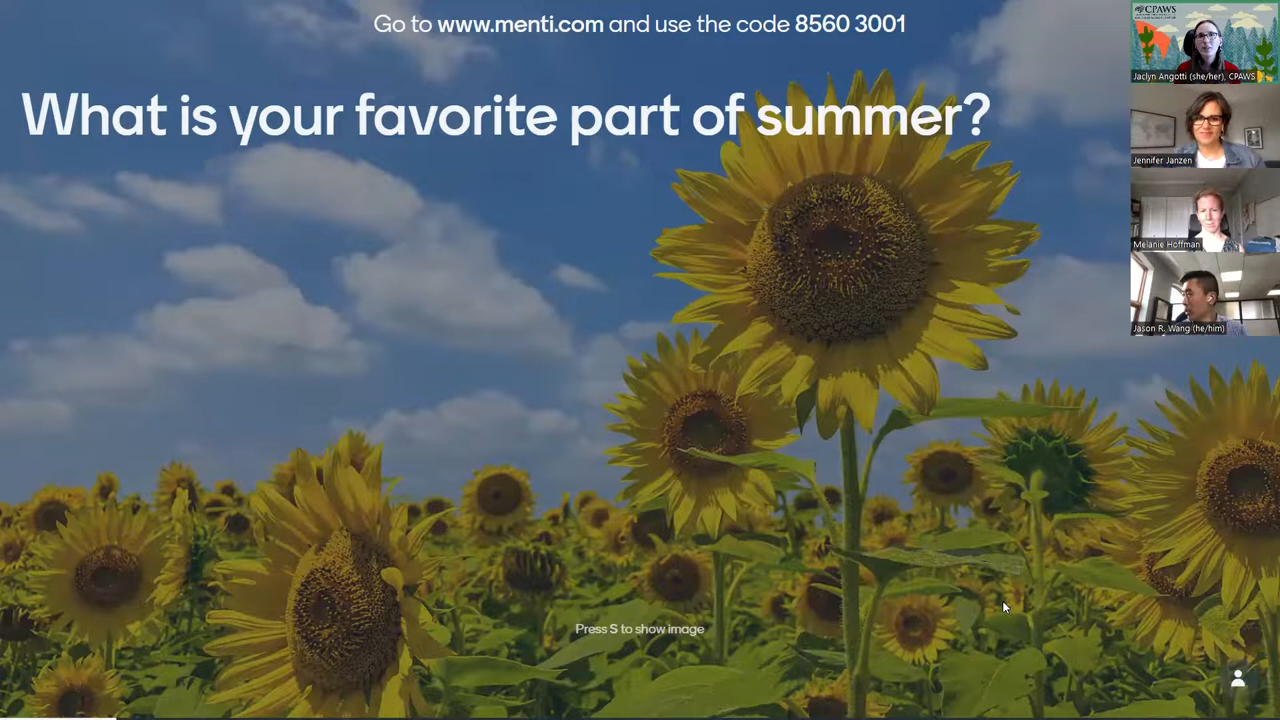 Go to www.menti.com and use the code 8560 3001
What is your favorite part of summer?
CPAWS
Jaclyn Angotti (she/her), CPAWS
Jennifer Janzen
Melanie Hoffman
Jason R. Wang (he/him)
Press S to show image